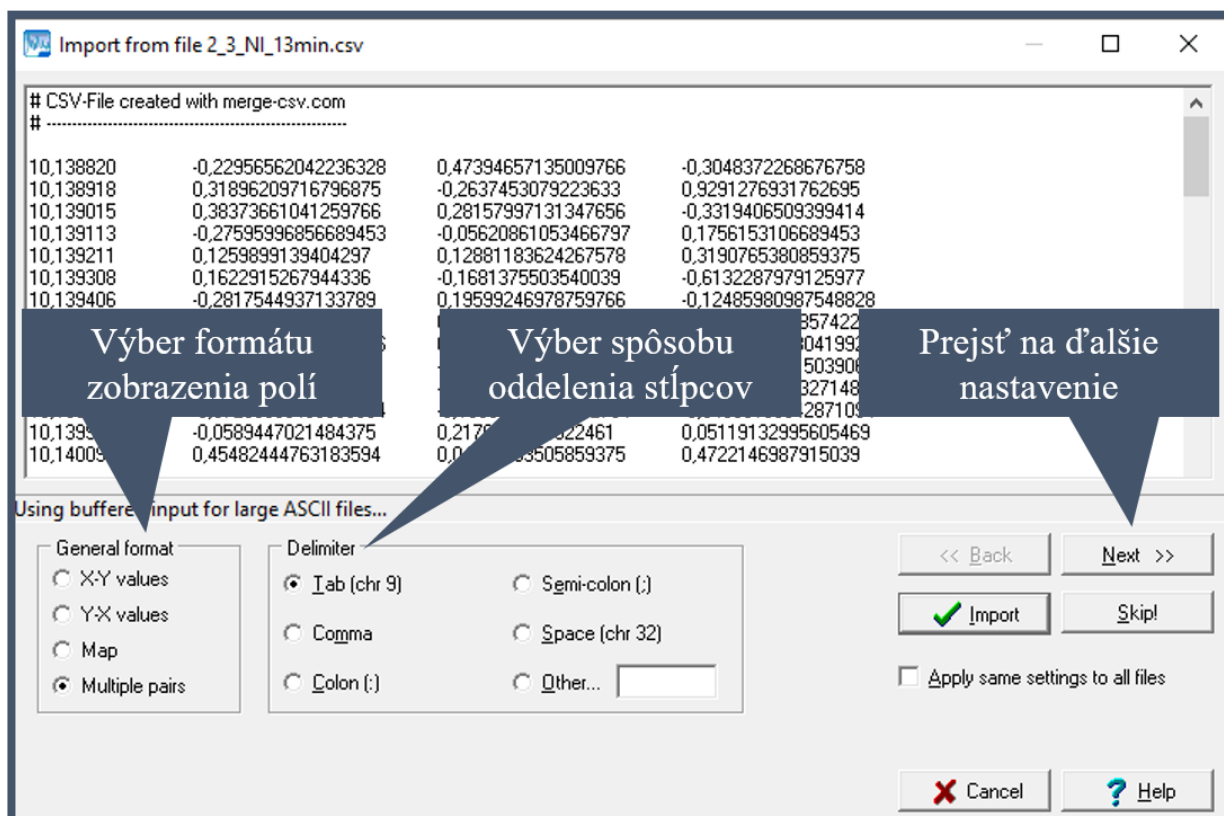 Import from file 2_3_NI_13min.csv
# CSV-File created with merge-csv.com
# -----------------------------------------------------------
10,138820 -0,22956562042236328 0,47394657135009766 -0,3048372268676758
10,138918 0,31896209716796875 -0,2637453079223633 0,9291276931762695
10,139015 0,38373661041259766 0,28157997131347656 -0,3319406509399414
10,139113 -0,27595996856689453 -0,05620861053466797 0,1756153106689453
10,139211 0,1259899139404297 0,12881183624267578 0,3190765380859375
10,139308 0,16229152679443336 -0,16813755035400039 -0,6132287979125977
10,139406 -0,2817544937133789 0,19599246978759766 -0,12485980987548828
Výber formátu
zobrazenia polí
Výber spôsobu
oddelenia stĺpcov
Prejsť na ďalšie
nastavenie
-0,0589447021484375 0,05119132995605469
0,45482444763183594 0,4722146987915039
Using buffere input for large ASCII files...
General format
X-Y values
Y-X values
Map
Multiple pairs
Delimiter
Tab (chr 9)
Comma
Colon (:)
Semi-colon (;)
Space (chr 32)
Other...
<< Back
Next >>
Import
Skip!
Apply same settings to all files
Cancel
Help